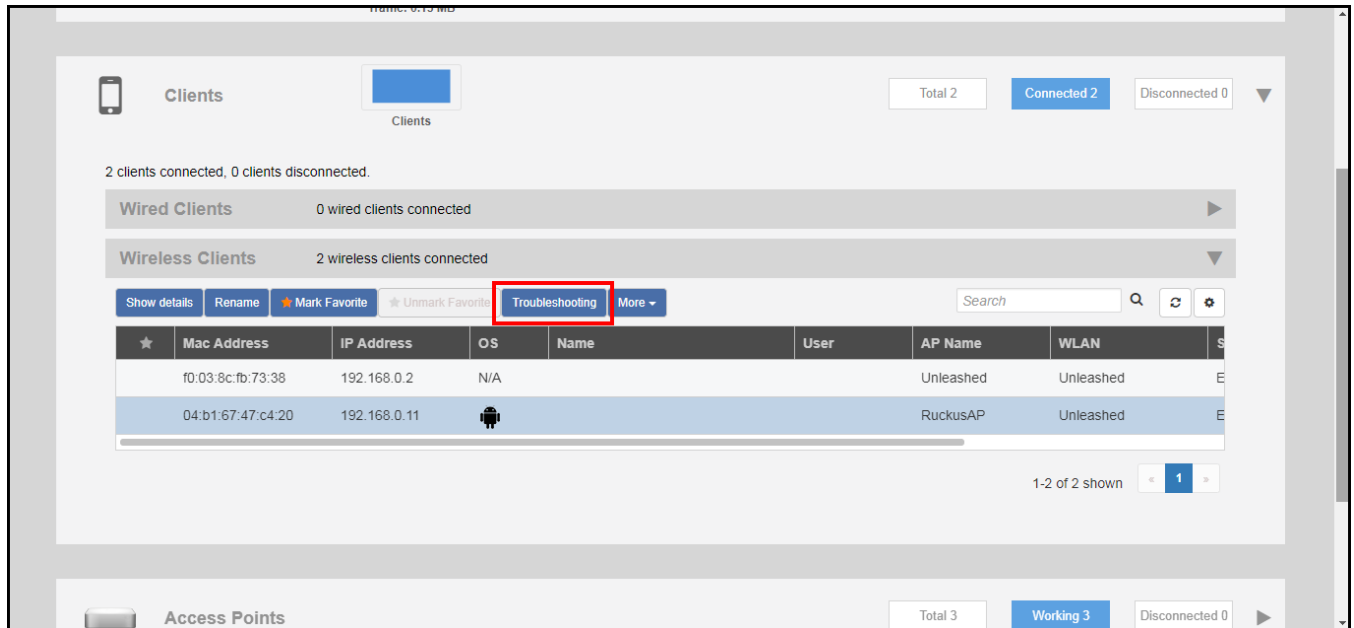 Traffic: 0.15 MB
Clients
Total 2
Connected 2
Disconnected 0
Clients
2 clients connected, 0 clients disconnected.
Wired Clients 0 wired clients connected
Wireless Clients 2 wireless clients connected
Show details Rename Mark Favorite Unmark Favorite Troubleshooting More Search
Mac Address IP Address OS Name User AP Name WLAN S
f0:03:8c:fb:73:38 192.168.0.2 N/A Unleashed Unleashed E
04:b1:67:47:c4:20 192.168.0.11 RuckusAP Unleashed E
1-2 of 2 shown « 1 »
Access Points Total 3 Working 3 Disconnected 0